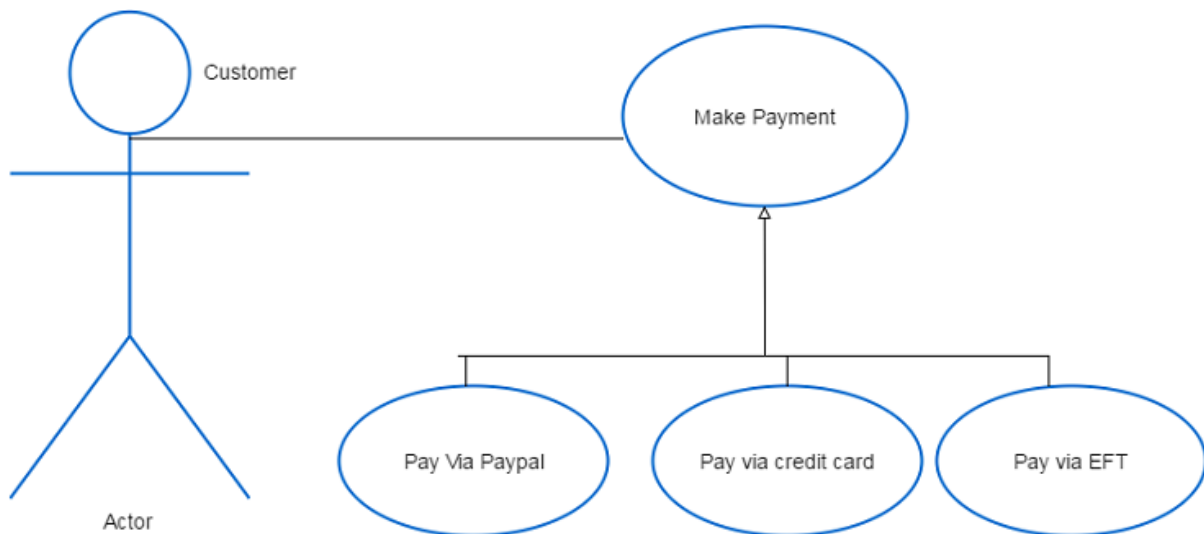 Customer
Make Payment
Pay Via Paypal
Pay via credit card
Pay via EFT
Actor